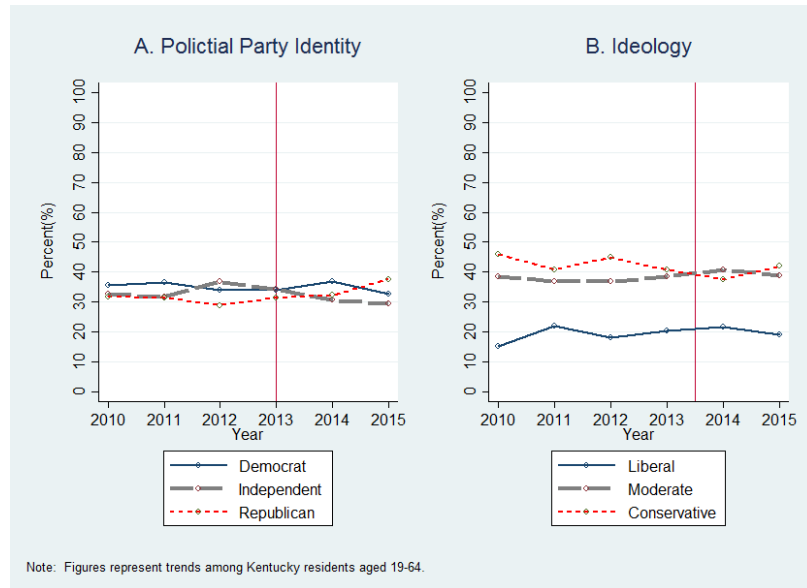 A. Polictial Party Identity
Percent(%)
100
90
80
70
60
50
40
30
20
10
0
2010 2011 2012 2013 2014 2015
Year
Democrat
Independent
Republican
B. Ideology
Percent(%)
100
90
80
70
60
50
40
30
20
10
0
2010 2011 2012 2013 2014 2015
Year
Liberal
Moderate
Conservative
Note: Figures represent trends among Kentucky residents aged 19-64.